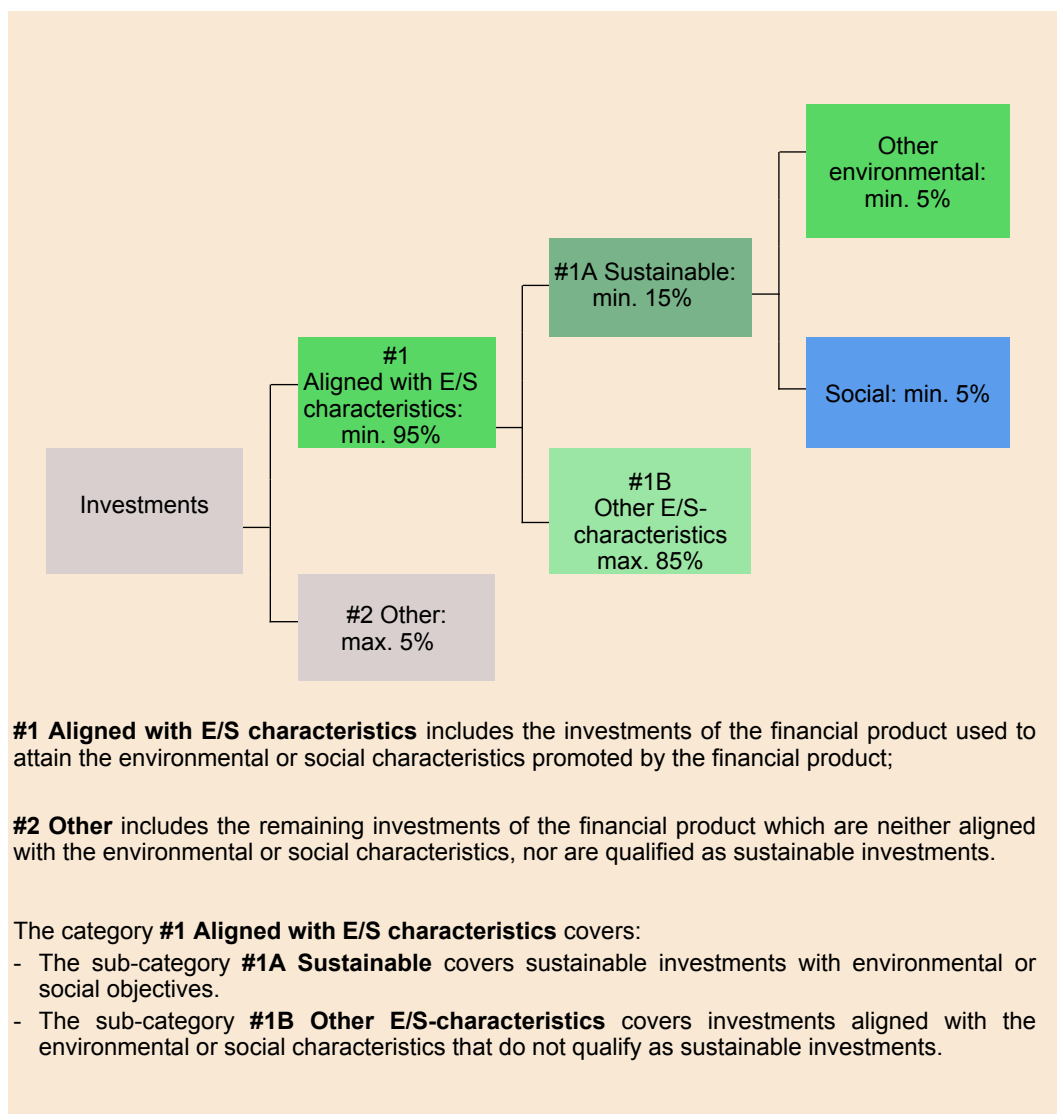 Other
environmental:
min. 5%
#1A Sustainable:
min. 15%
#1
Aligned with E/S
characteristics:
min. 95%
Social: min. 5%
Investments
#1B
Other E/S-
characteristics
max. 85%
#2 Other:
max. 5%
#1 Aligned with E/S characteristics includes the investments of the financial product used to
attain the environmental or social characteristics promoted by the financial product;
#2 Other includes the remaining investments of the financial product which are neither aligned
with the environmental or social characteristics, nor are qualified as sustainable investments.
The category #1 Aligned with E/S characteristics covers:
- The sub-category #1A Sustainable covers sustainable investments with environmental or
social objectives.
- The sub-category #1B Other E/S-characteristics covers investments aligned with the
environmental or social characteristics that do not qualify as sustainable investments.